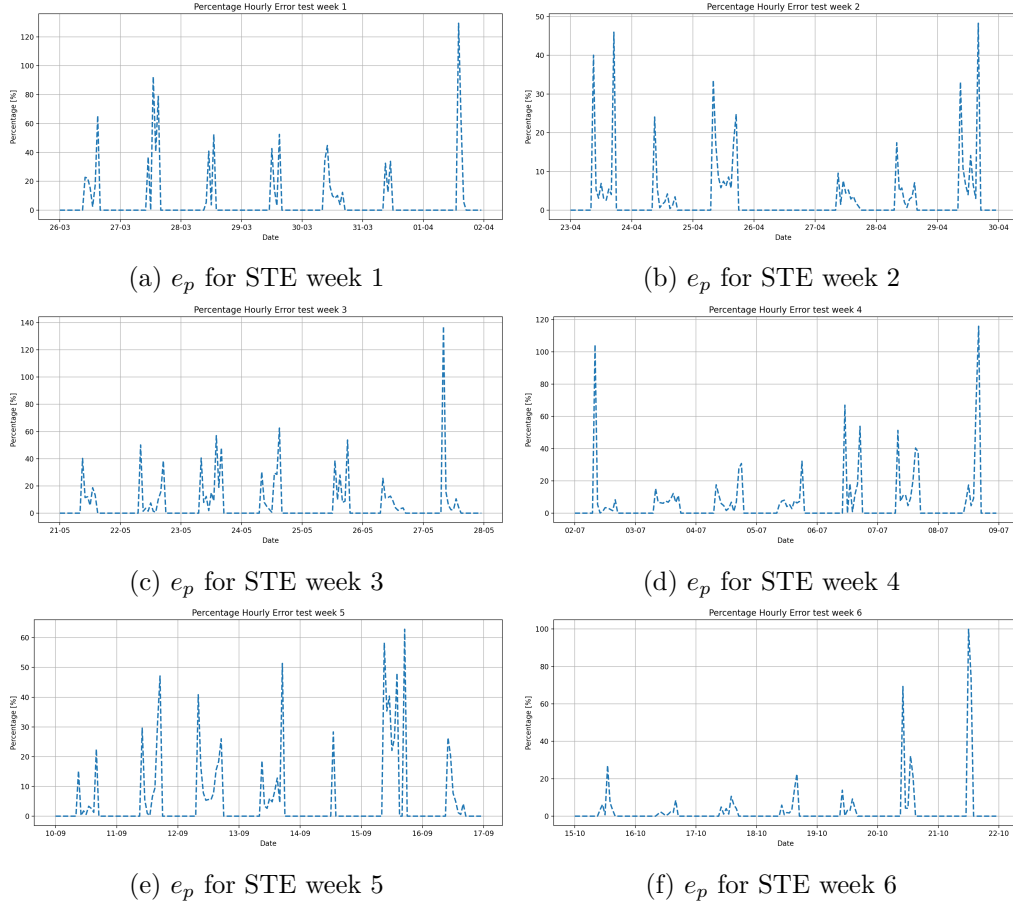 Percentage Hourly Error test week 1
Percentage [%]
120
100
80
60
40
20
0
26-03 27-03 28-03 29-03 30-03 31-03 01-04 02-04
Date
(a) e_p for STE week 1
Percentage Hourly Error test week 2
Percentage [%]
50
40
30
20
10
0
23-04 24-04 25-04 26-04 27-04 28-04 29-04 30-04
Date
(b) e_p for STE week 2
Percentage Hourly Error test week 3
Percentage [%]
140
120
100
80
60
40
20
0
21-05 22-05 23-05 24-05 25-05 26-05 27-05 28-05
Date
(c) e_p for STE week 3
Percentage Hourly Error test week 4
Percentage [%]
120
100
80
60
40
20
0
02-07 03-07 04-07 05-07 06-07 07-07 08-07 09-07
Date
(d) e_p for STE week 4
Percentage Hourly Error test week 5
Percentage [%]
60
50
40
30
20
10
0
10-09 11-09 12-09 13-09 14-09 15-09 16-09 17-09
Date
(e) e_p for STE week 5
Percentage Hourly Error test week 6
Percentage [%]
100
80
60
40
20
0
15-10 16-10 17-10 18-10 19-10 20-10 21-10 22-10
Date
(f) e_p for STE week 6